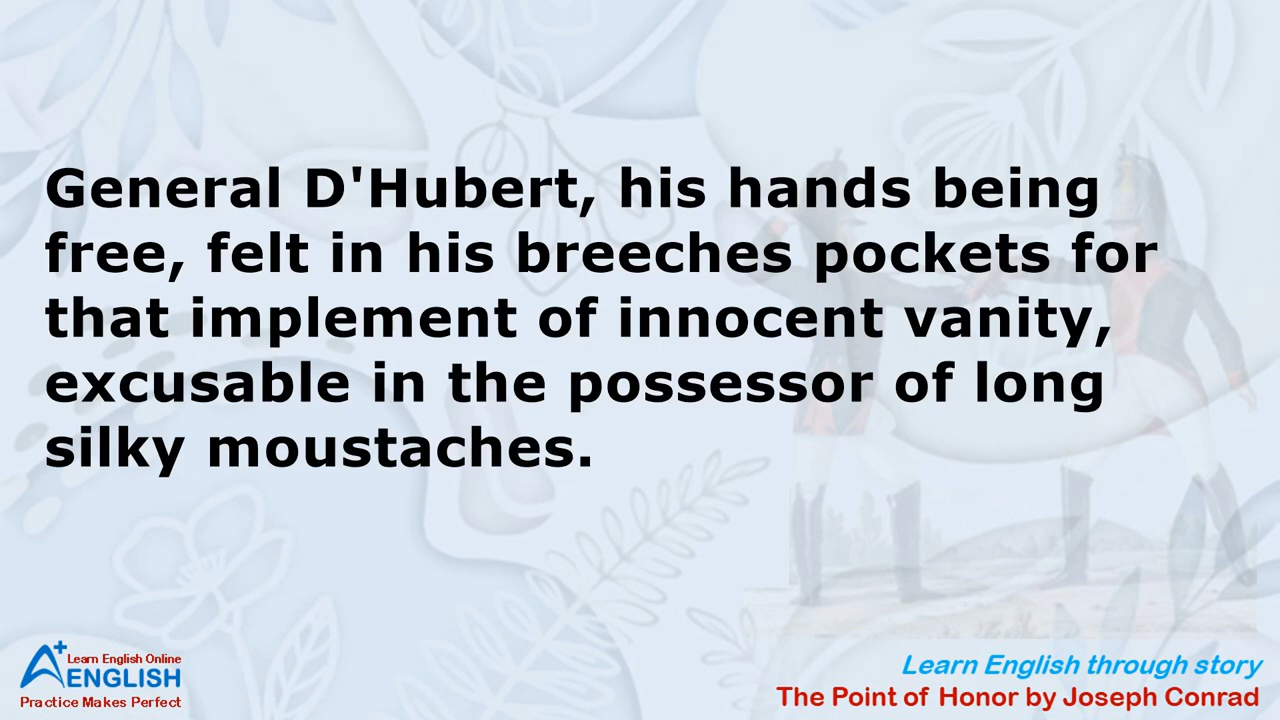 General D'Hubert, his hands being
free, felt in his breeches pockets for
that implement of innocent vanity,
excusable in the possessor of long
silky moustaches.
A+ Learn English Online
ENGLISH
Practice Makes Perfect
Learn English through story
The Point of Honor by Joseph Conrad